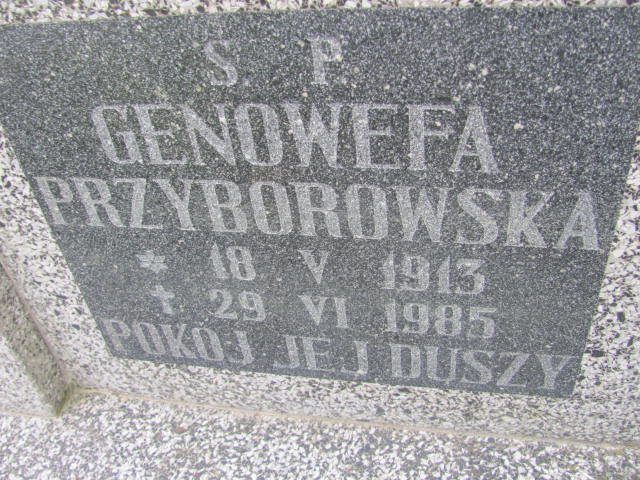 S. P.
GENOWEFA
PRZYBOROWSKA
* 18 V 1913
† 29 VI 1985
POKÓJ JEJ DUSZY